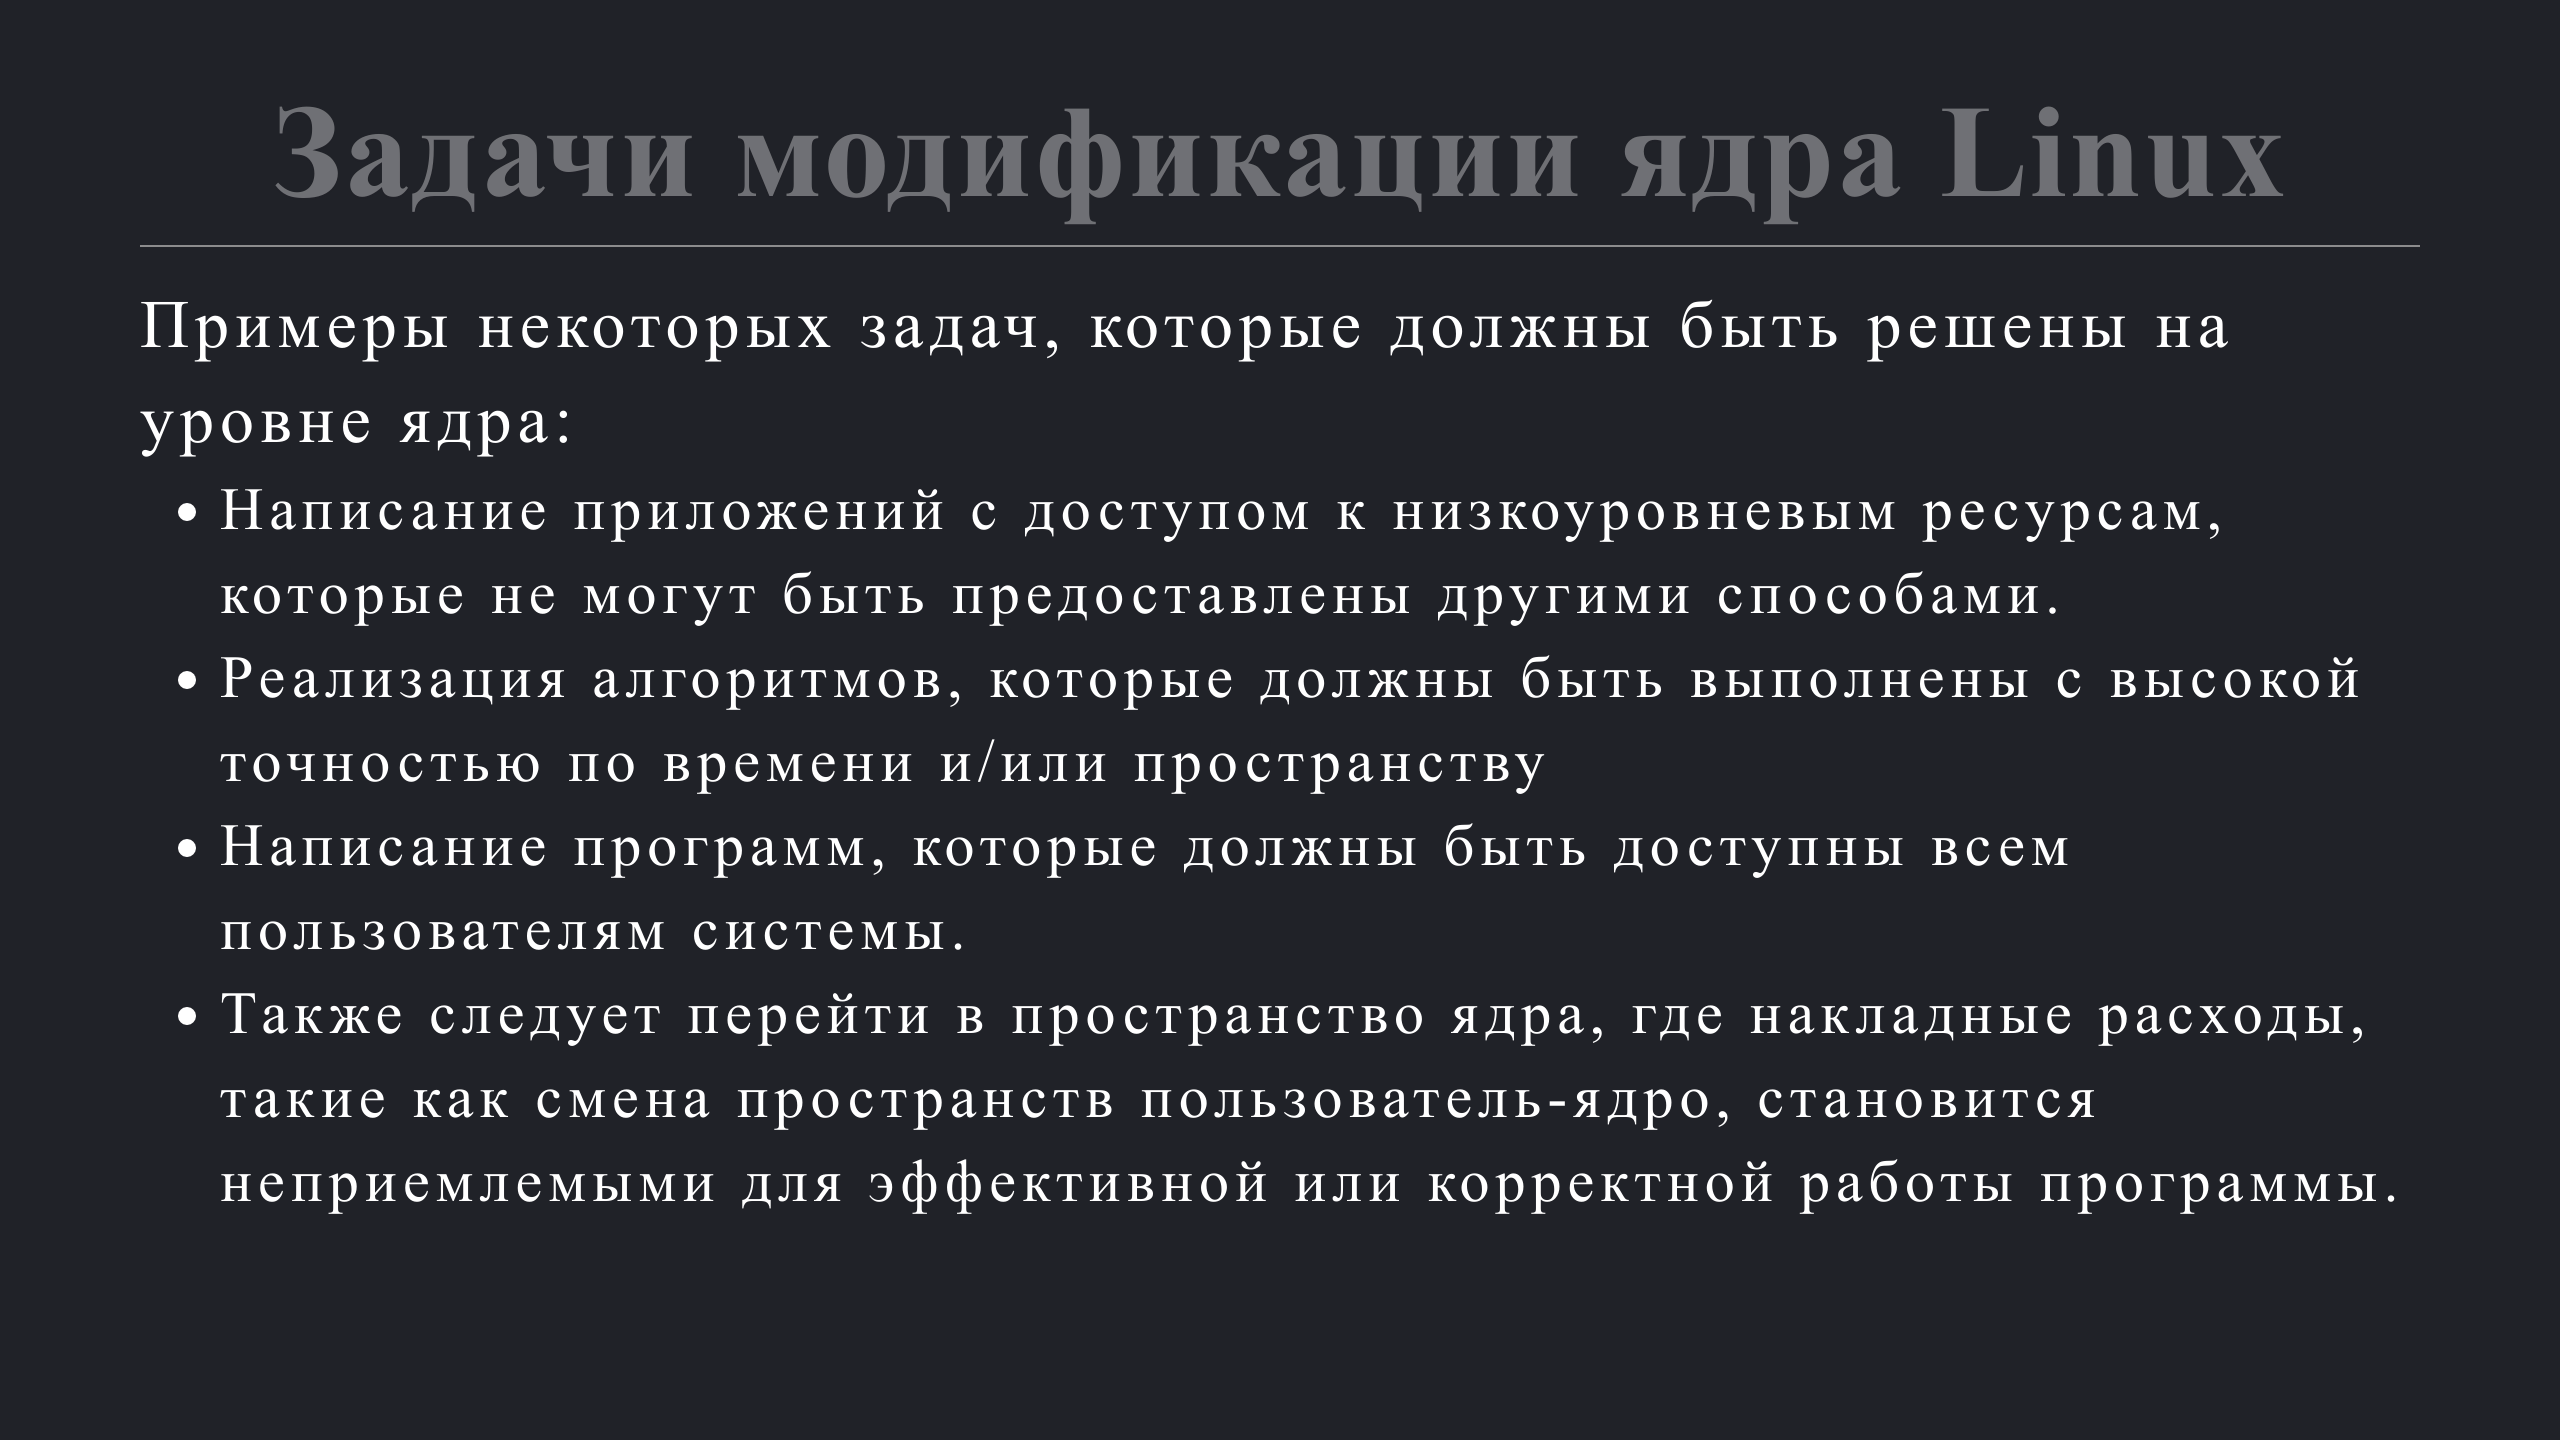 Задачи модификации ядра Linux
Примеры некоторых задач, которые должны быть решены на
уровне ядра:
• Написание приложений с доступом к низкоуровневым ресурсам,
которые не могут быть предоставлены другими способами.
• Реализация алгоритмов, которые должны быть выполнены с высокой
точностью по времени и/или пространству
• Написание программ, которые должны быть доступны всем
пользователям системы.
• Также следует перейти в пространство ядра, где накладные расходы,
такие как смена пространств пользователь-ядро, становится
неприемлемыми для эффективной или корректной работы программы.